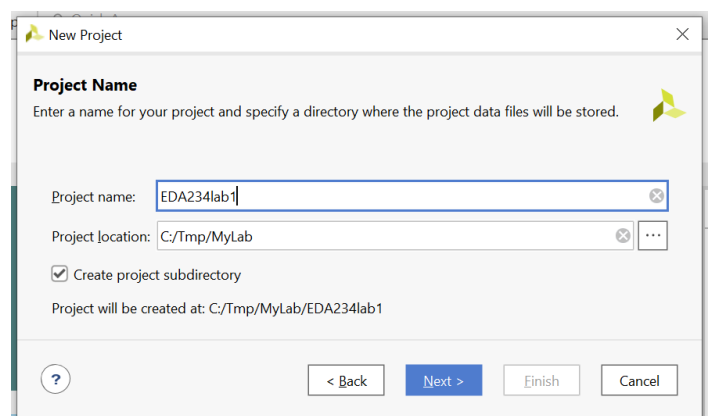 New Project
Project Name
Enter a name for your project and specify a directory where the project data files will be stored.
Project name: EDA234lab1
Project location: C:/Tmp/MyLab ...
Create project subdirectory
Project will be created at: C:/Tmp/MyLab/EDA234lab1
? < Back Next > Finish Cancel